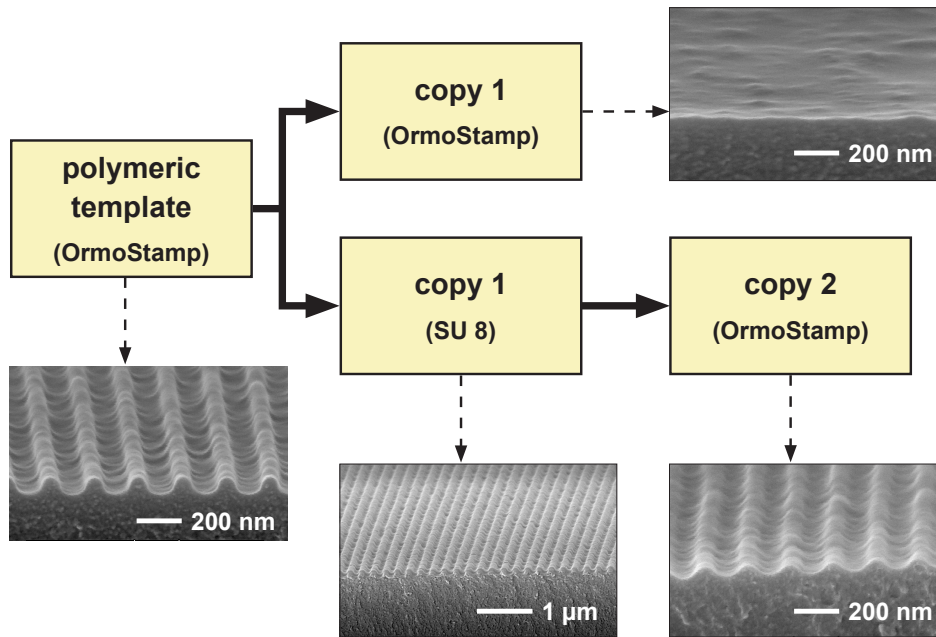 copy 1
(OrmoStamp)
200 nm
polymeric
template
(OrmoStamp)
copy 1
(SU 8)
copy 2
(OrmoStamp)
200 nm
1 µm
200 nm